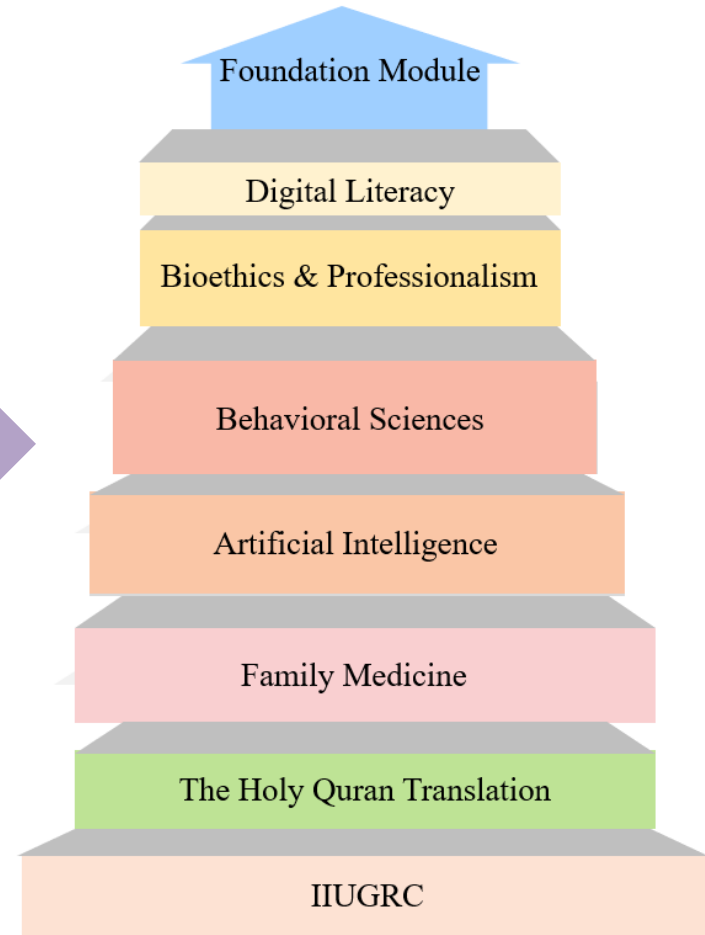 Foundation Module
Digital Literacy
Bioethics & Professionalism
Behavioral Sciences
Artificial Intelligence
Family Medicine
The Holy Quran Translation
IIUGRC